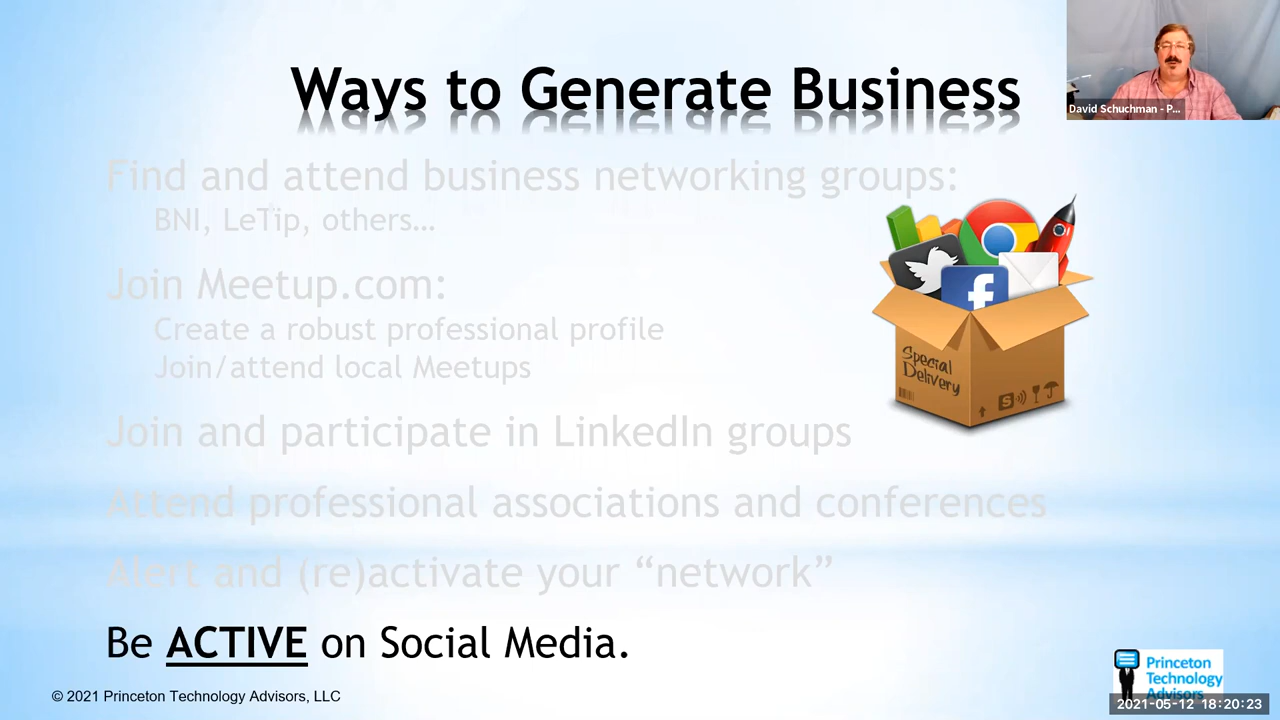 Ways to Generate Business
David Schuchman - P...
Find and attend business networking groups:
BNI, LeTip, others…
Join Meetup.com:
Create a robust professional profile
Join/attend local Meetups
Special
Delivery
Join and participate in LinkedIn groups
Attend professional associations and conferences
Alert and (re)activate your “network”
Be ACTIVE on Social Media.
Princeton
Technology
Advisors
© 2021 Princeton Technology Advisors, LLC
2021-05-12 18:20:23